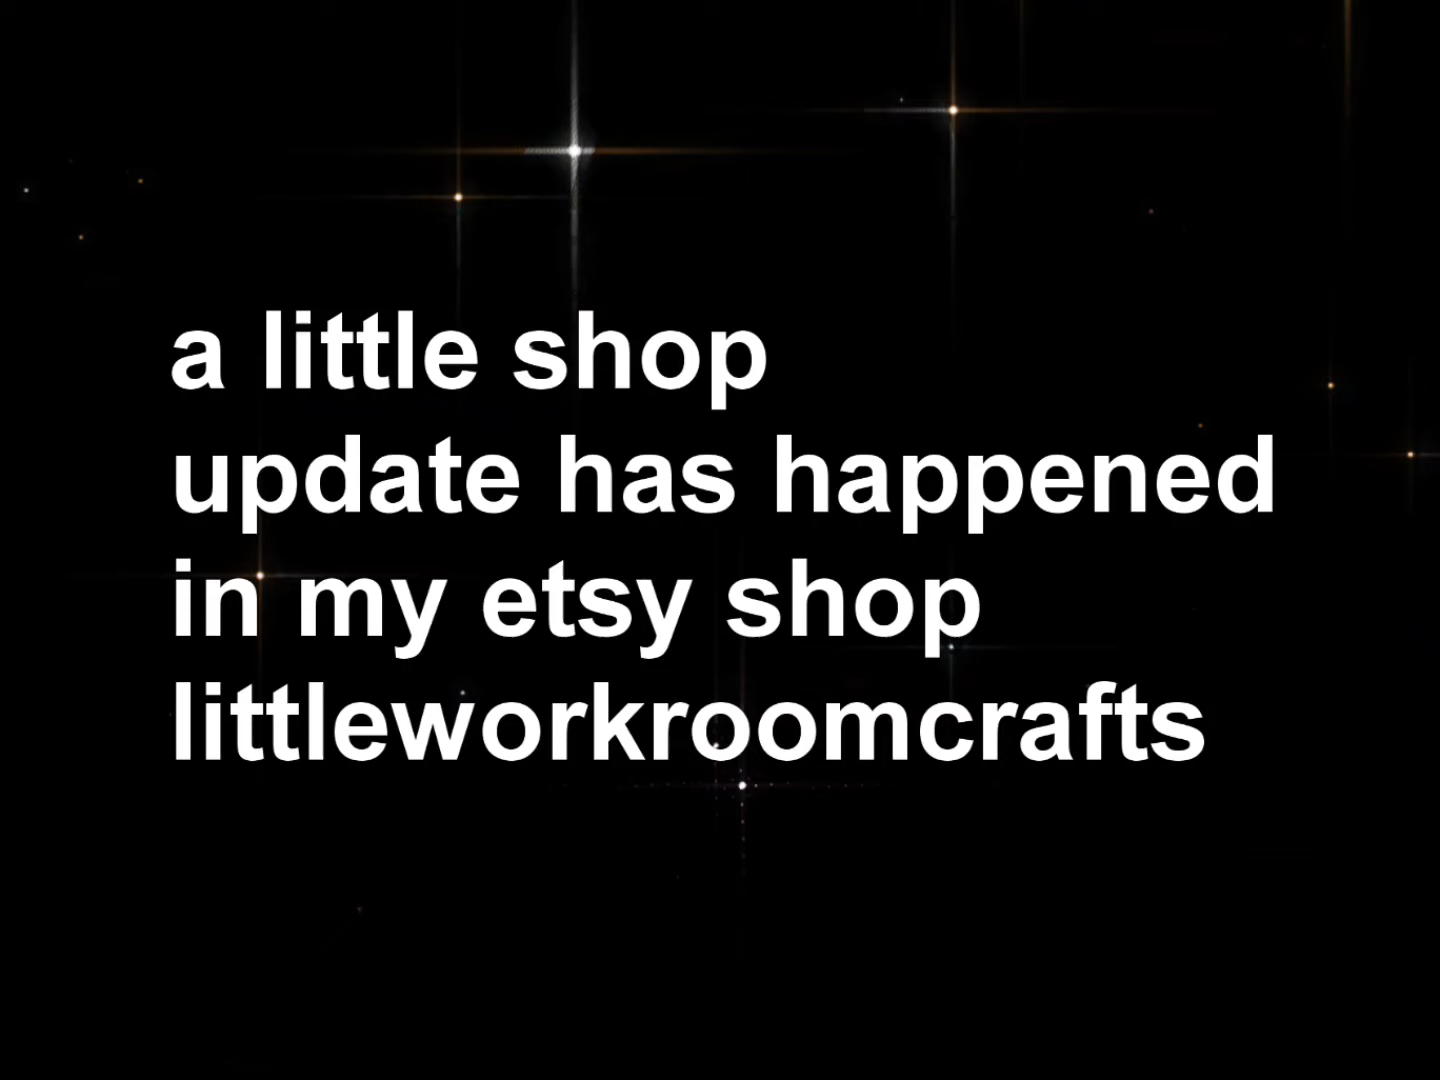 a little shop
update has happened
in my etsy shop
littleworkroomcrafts